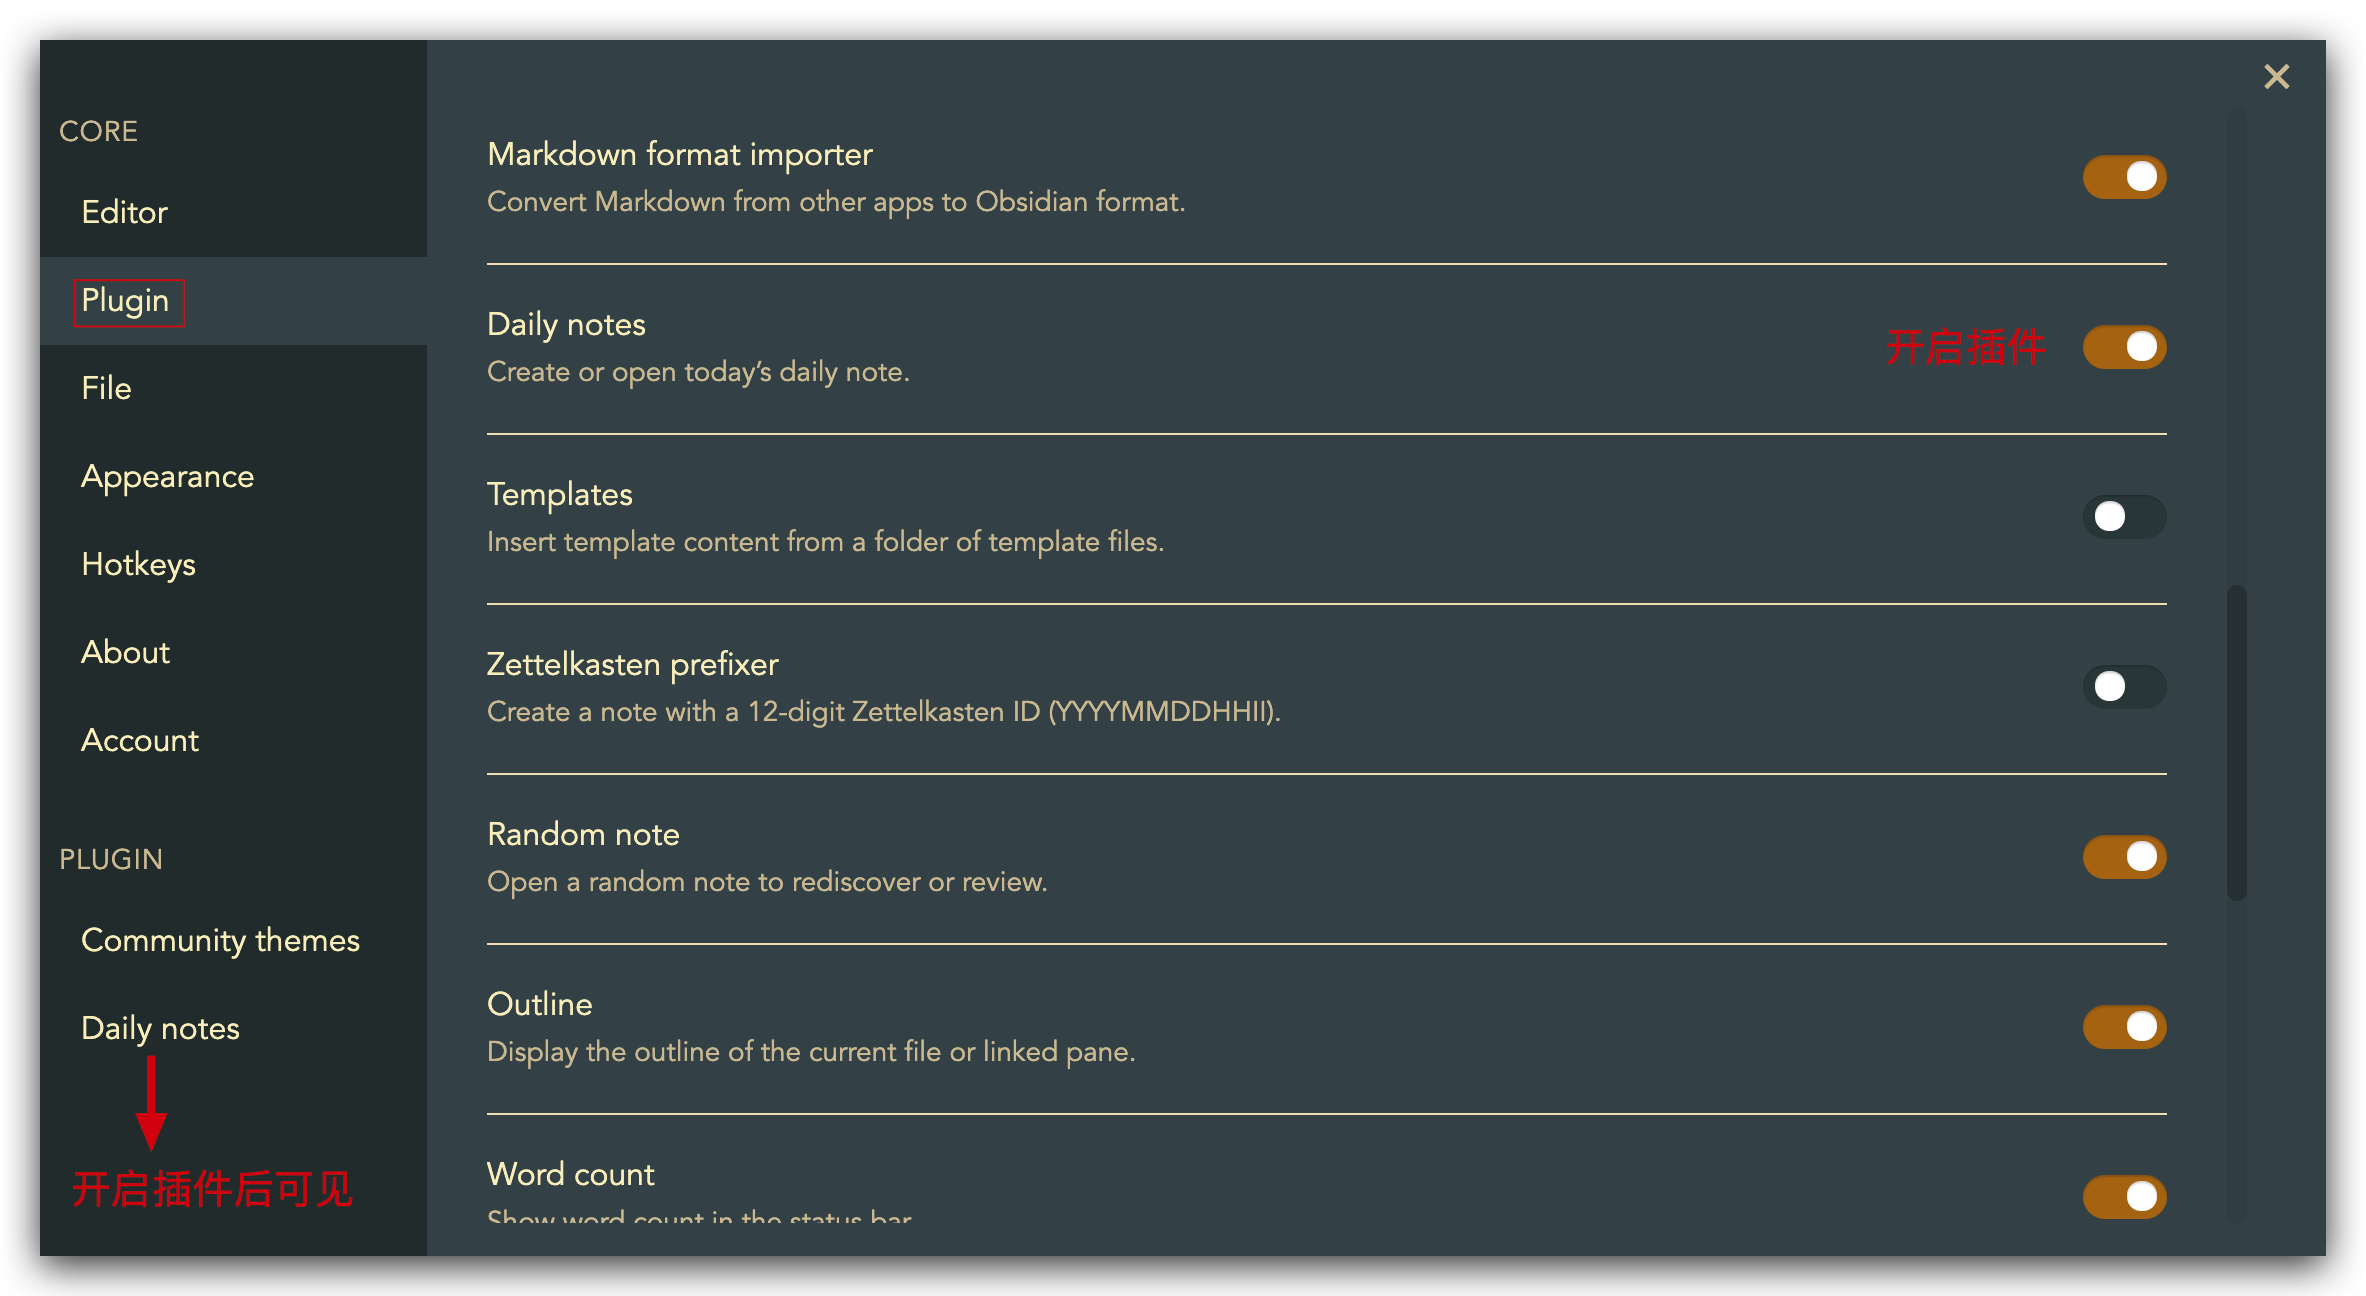 CORE
Editor
Plugin
File
Appearance
Hotkeys
About
Account
PLUGIN
Community themes
Daily notes
开启插件后可见
Markdown format importer
Convert Markdown from other apps to Obsidian format.
Daily notes
Create or open today’s daily note.
开启插件
Templates
Insert template content from a folder of template files.
Zettelkasten prefixer
Create a note with a 12-digit Zettelkasten ID (YYYYMMDDHHII).
Random note
Open a random note to rediscover or review.
Outline
Display the outline of the current file or linked pane.
Word count
Show word count in the status bar